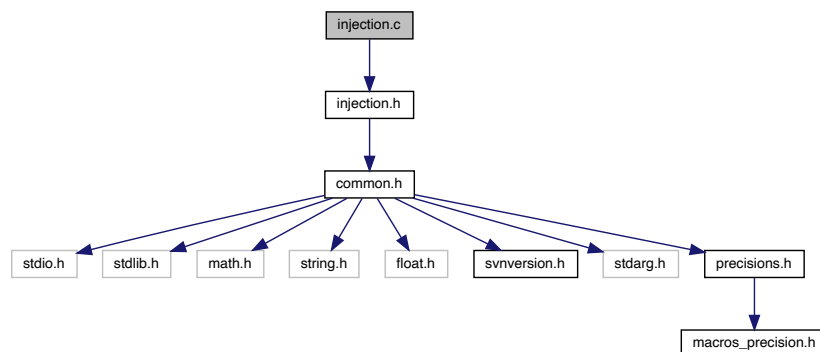 injection.c
injection.h
common.h
stdio.h
stdlib.h
math.h
string.h
float.h
svnversion.h
stdarg.h
precisions.h
macros_precision.h